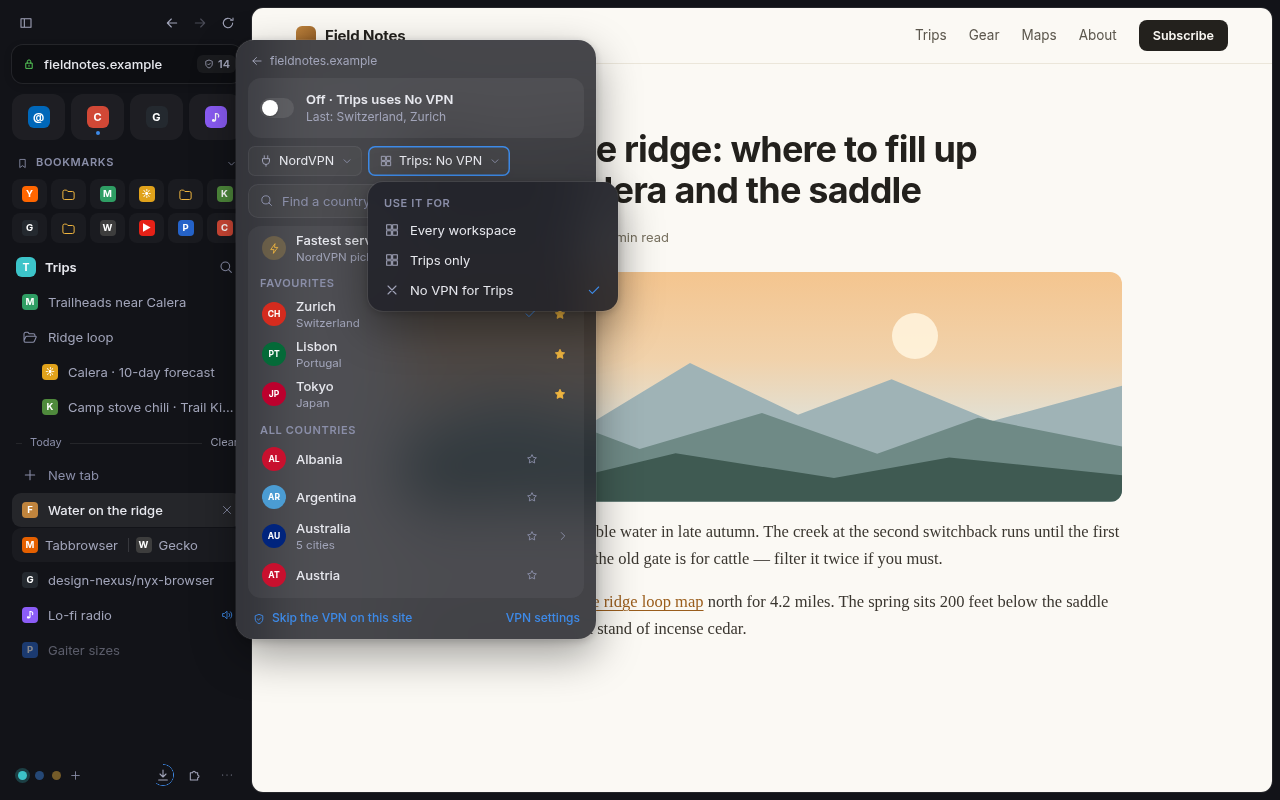 fieldnotes.example
14
@
C
G
BOOKMARKS
Y
M
K
G
W
P
C
T
Trips
M
Trailheads near Calera
Ridge loop
Calera · 10-day forecast
K
Camp stove chili · Trail Ki...
Today
Clear
New tab
F
Water on the ridge
M
Tabbrowser
W
Gecko
G
design-nexus/nyx-browser
Lo-fi radio
P
Gaiter sizes
fieldnotes.example
Off · Trips uses No VPN
Last: Switzerland, Zurich
NordVPN
Trips: No VPN
Find a country
USE IT FOR
Every workspace
Trips only
No VPN for Trips
Fastest
NordVPN
FAVOURITES
CH
Zurich
Switzerland
PT
Lisbon
Portugal
JP
Tokyo
Japan
ALL COUNTRIES
AL
Albania
AR
Argentina
AU
Australia
5 cities
AT
Austria
Skip the VPN on this site
VPN settings
Field Notes
Trips
Gear
Maps
About
Subscribe
ridge: where to fill up
and the saddle
min read
water in late autumn. The creek at the second switchback runs until the first
the old gate is for cattle — filter it twice if you must.
ridge loop map north for 4.2 miles. The spring sits 200 feet below the saddle
stand of incense cedar.